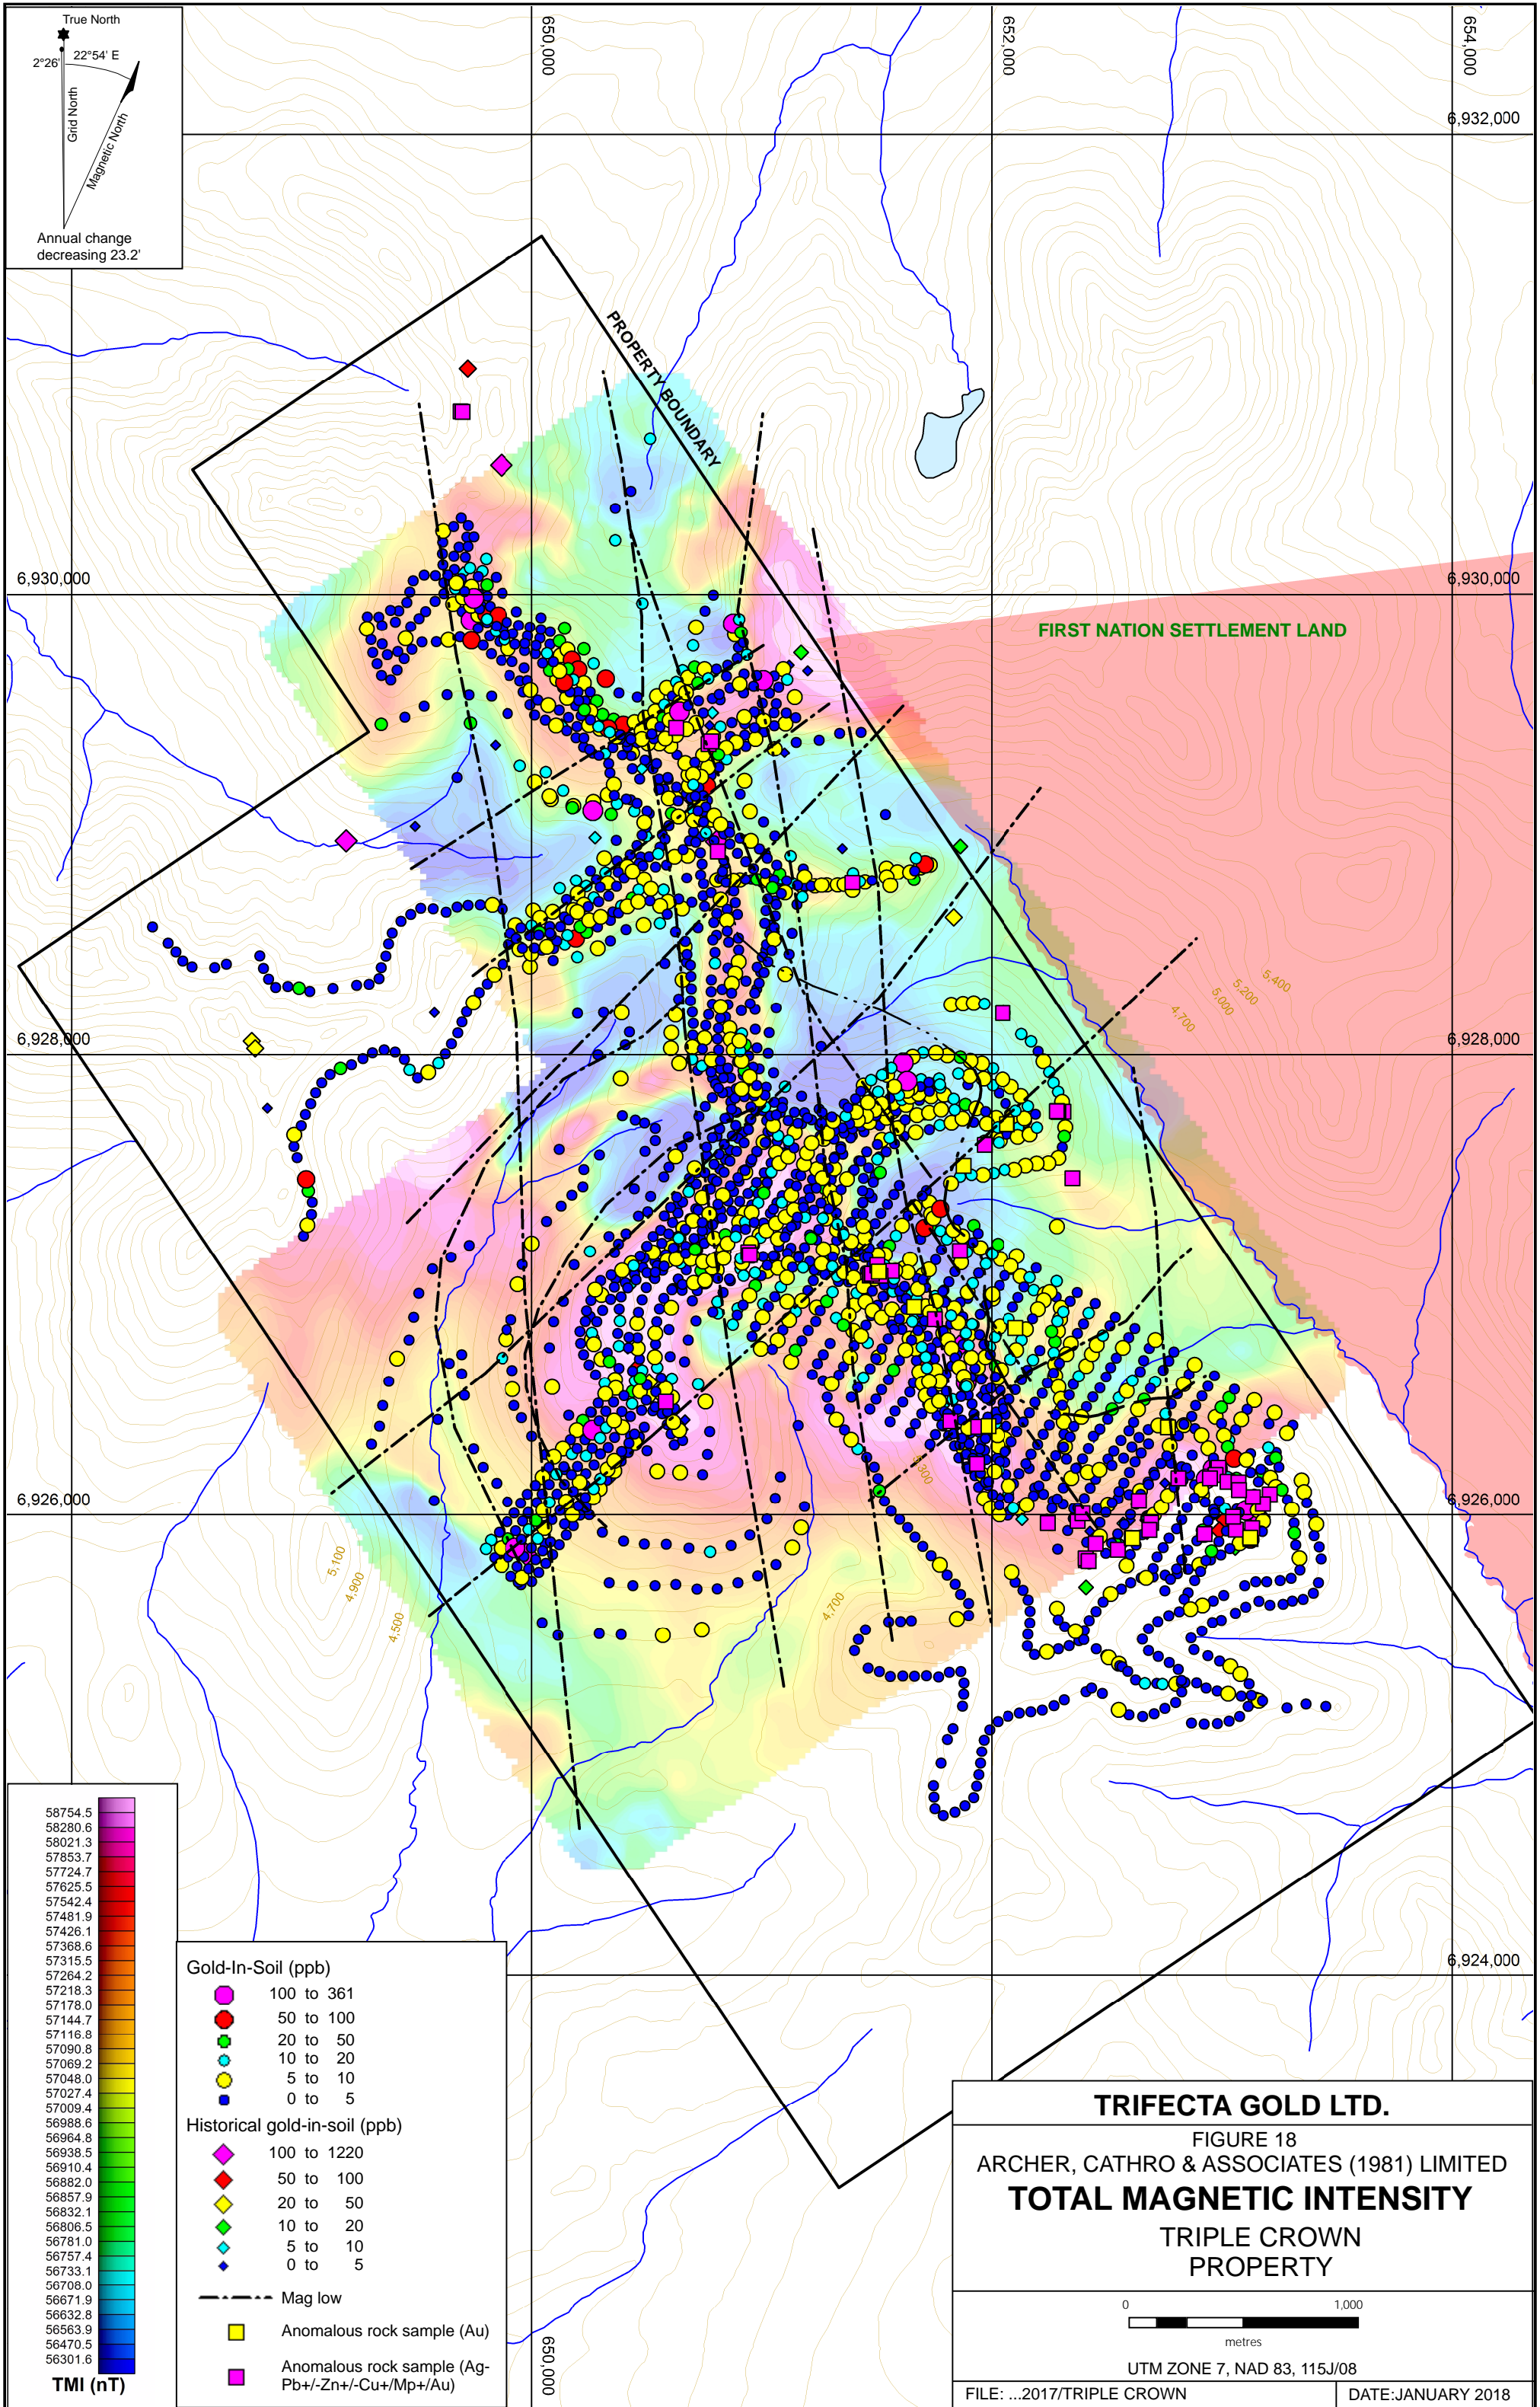 True North
2°26'
22°54' E
Grid North
Magnetic North
Annual change
decreasing 23.2'
650,000
652,000
654,000
6,932,000
PROPERTY BOUNDARY
6,930,000
6,930,000
FIRST NATION SETTLEMENT LAND
5,400
5,200
5,000
4,700
6,928,000
6,928,000
6,926,000
6,926,000
5,100
4,900
4,500
4,700
6,924,000
58754.5
58280.6
58021.3
57853.7
57724.7
57625.5
57542.4
57481.9
57426.1
57368.6
57315.5
57264.2
57218.3
57178.0
57144.7
57116.8
57090.8
57069.2
57048.0
57027.4
57009.4
56988.6
56964.8
56938.5
56910.4
56882.0
56857.9
56832.1
56806.5
56781.0
56757.4
56733.1
56708.0
56671.9
56632.8
56563.9
56470.5
56301.6
TMI (nT)
Gold-In-Soil (ppb)
100 to 361
50 to 100
20 to 50
10 to 20
5 to 10
0 to 5
Historical gold-in-soil (ppb)
100 to 1220
50 to 100
20 to 50
10 to 20
5 to 10
0 to 5
Mag low
Anomalous rock sample (Au)
Anomalous rock sample (Ag-
Pb+/-Zn+/-Cu+/Mp+/Au)
650,000
TRIFECTA GOLD LTD.
FIGURE 18
ARCHER, CATHRO & ASSOCIATES (1981) LIMITED
TOTAL MAGNETIC INTENSITY
TRIPLE CROWN
PROPERTY
0 1,000
metres
UTM ZONE 7, NAD 83, 115J/08
FILE: ...2017/TRIPLE CROWN
DATE:JANUARY 2018